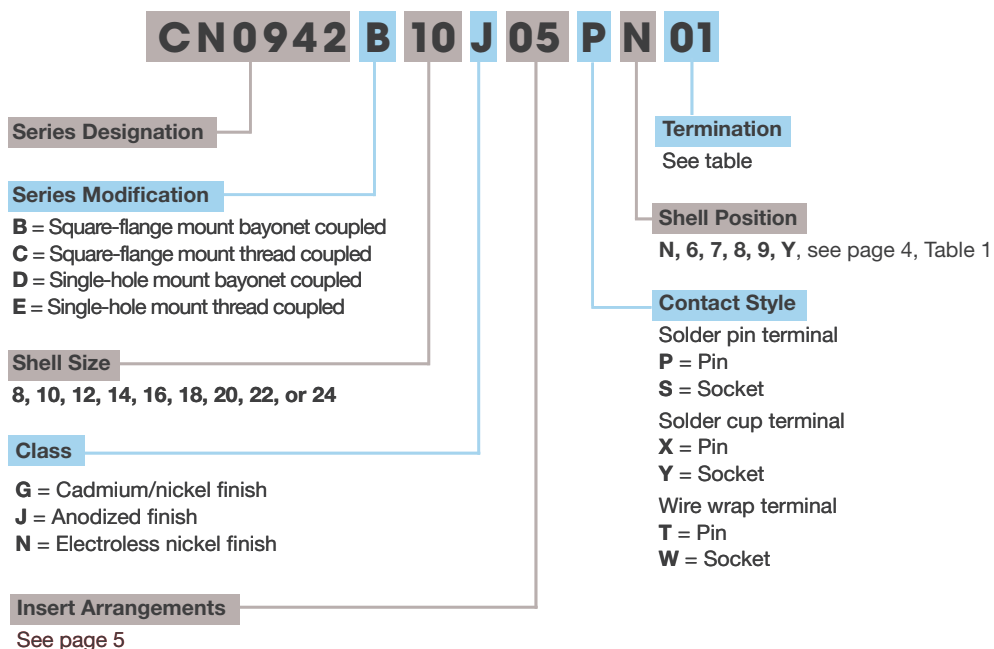 CN0942 B 10 J 05 P N 01
Series Designation
Series Modification
B = Square-flange mount bayonet coupled
C = Square-flange mount thread coupled
D = Single-hole mount bayonet coupled
E = Single-hole mount thread coupled
Shell Size
8, 10, 12, 14, 16, 18, 20, 22, or 24
Class
G = Cadmium/nickel finish
J = Anodized finish
N = Electroless nickel finish
Insert Arrangements
See page 5
Termination
See table
Shell Position
N, 6, 7, 8, 9, Y, see page 4, Table 1
Contact Style
Solder pin terminal
P = Pin
S = Socket
Solder cup terminal
X = Pin
Y = Socket
Wire wrap terminal
T = Pin
W = Socket